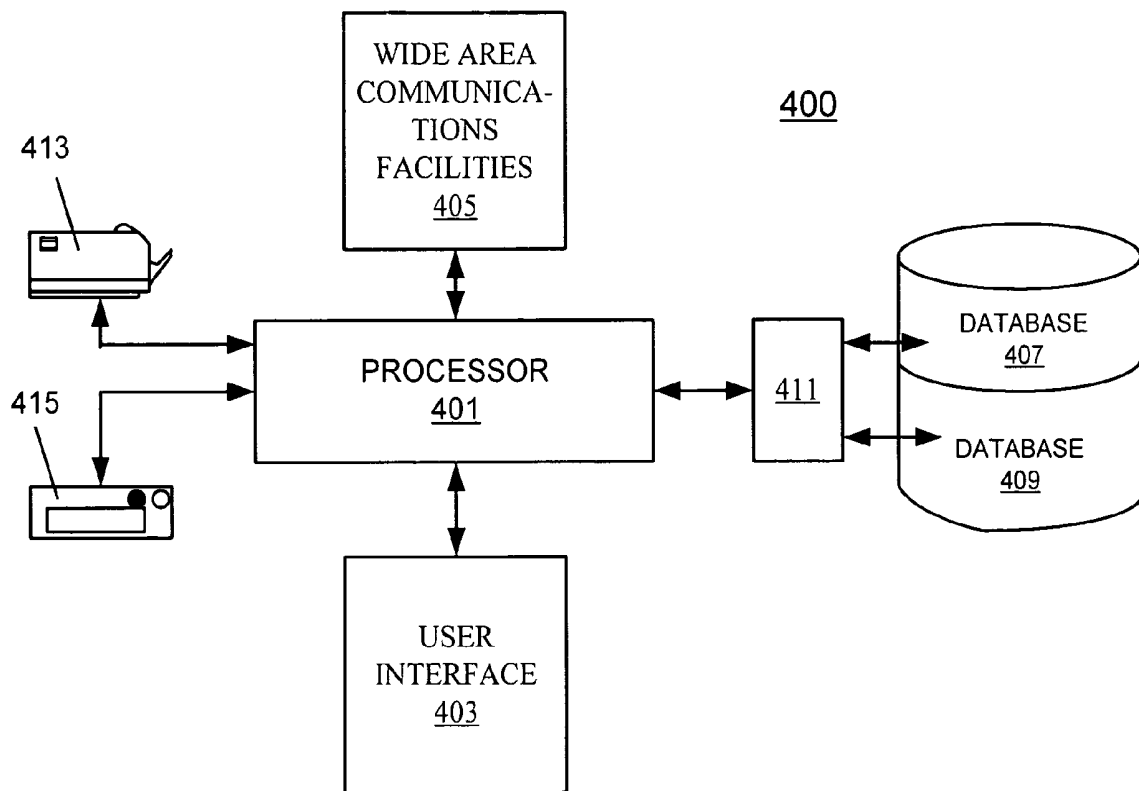 WIDE AREA
COMMUNICA-
TIONS
FACILITIES
405
400
413
PROCESSOR
401
411
DATABASE
407
DATABASE
409
415
USER
INTERFACE
403